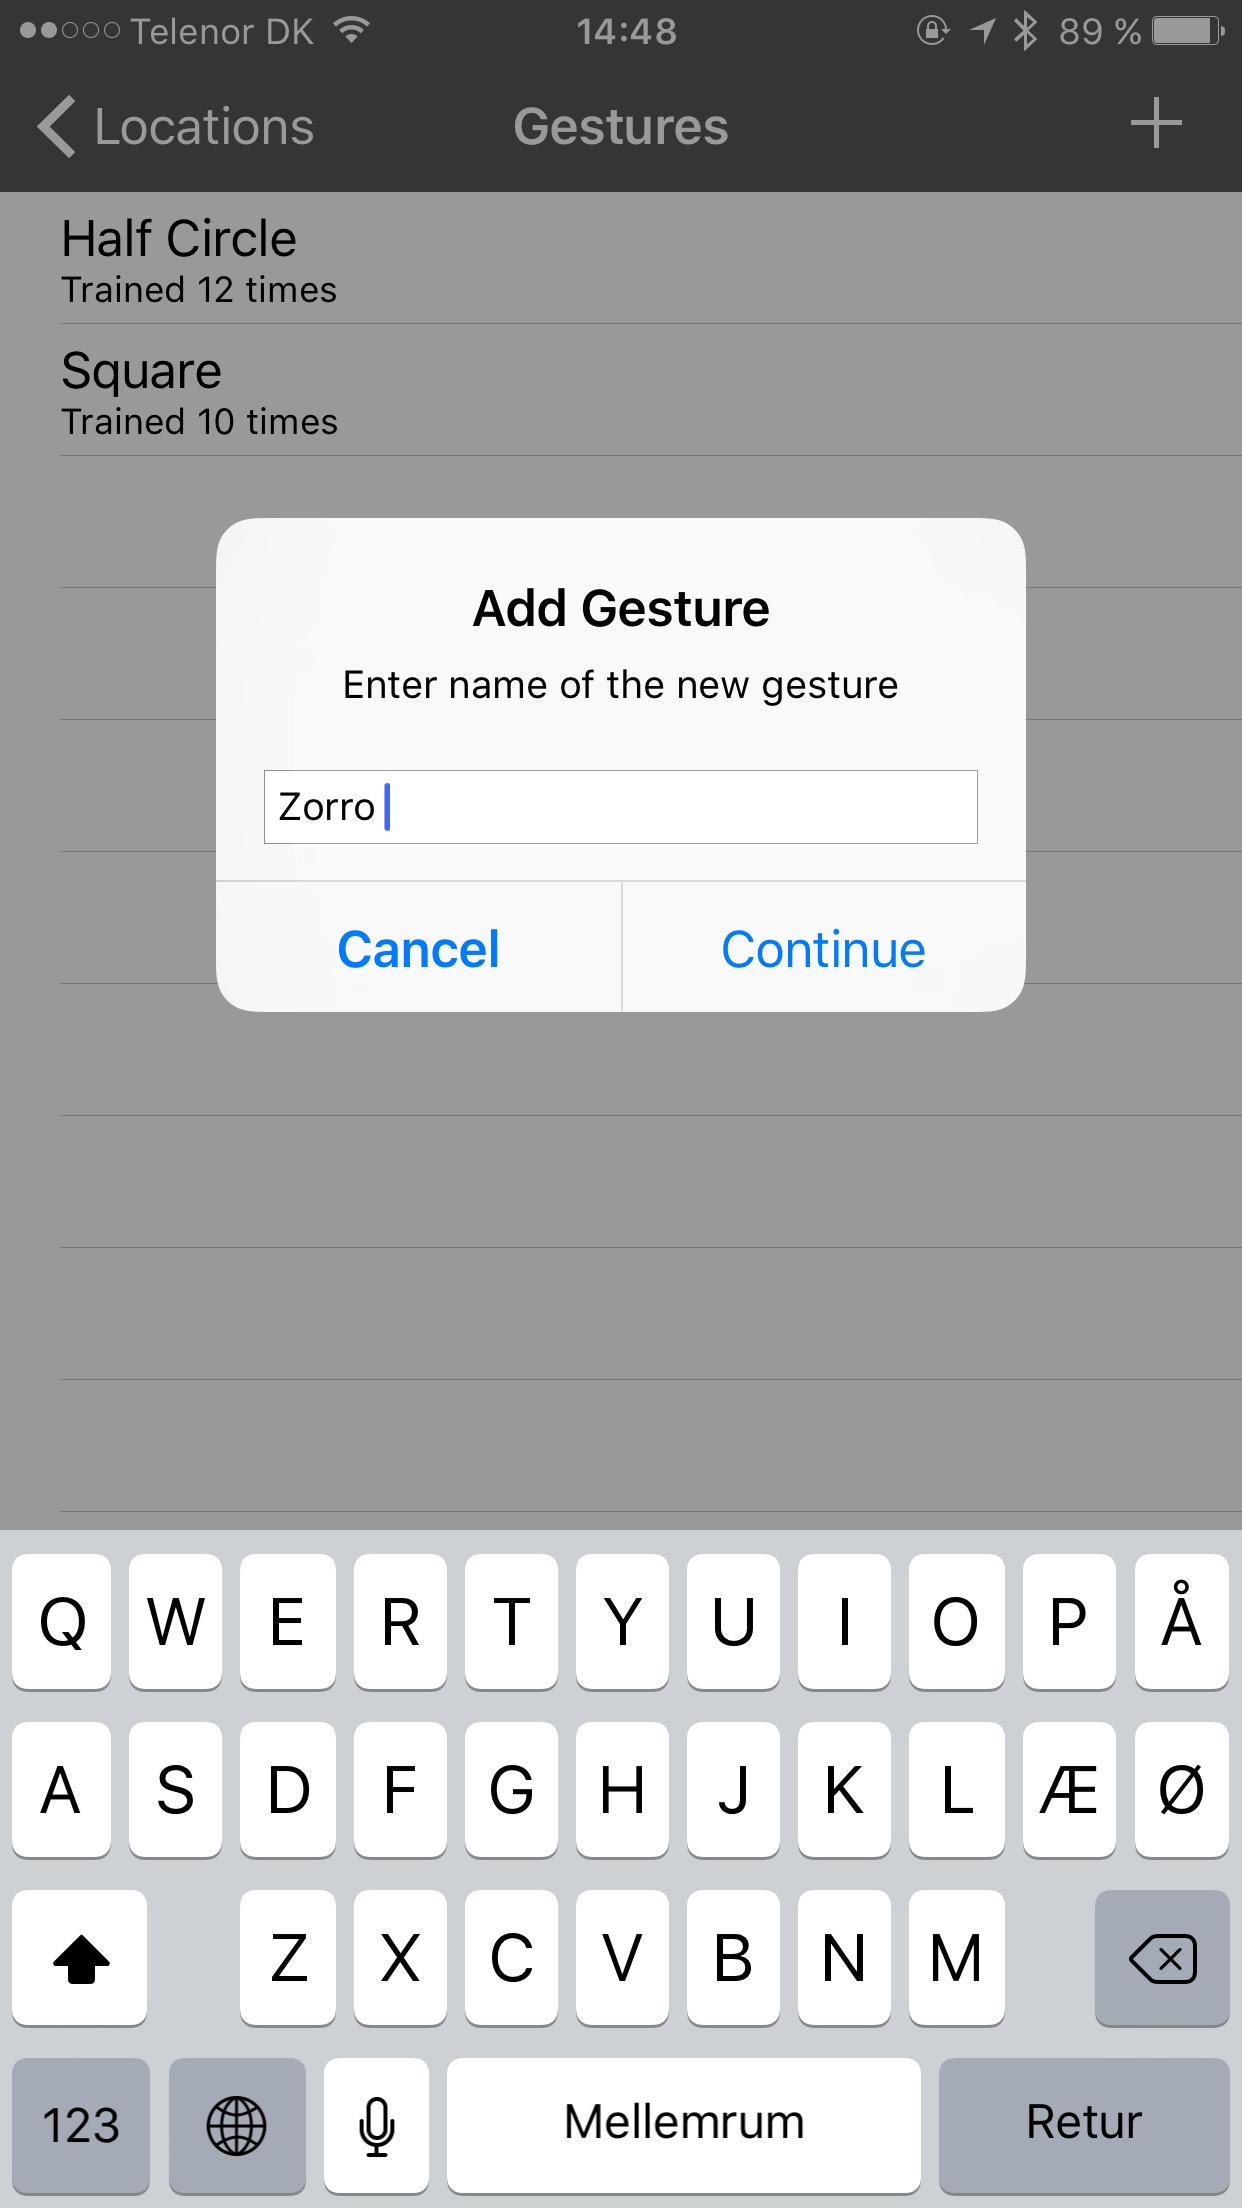 Telenor DK 14:48 89 %
Locations Gestures
Half Circle
Trained 12 times
Square
Trained 10 times
Add Gesture
Enter name of the new gesture
Zorro
Cancel Continue
Q W E R T Y U I O P Å
A S D F G H J K L Æ Ø
Z X C V B N M
123 Mellemrum Retur